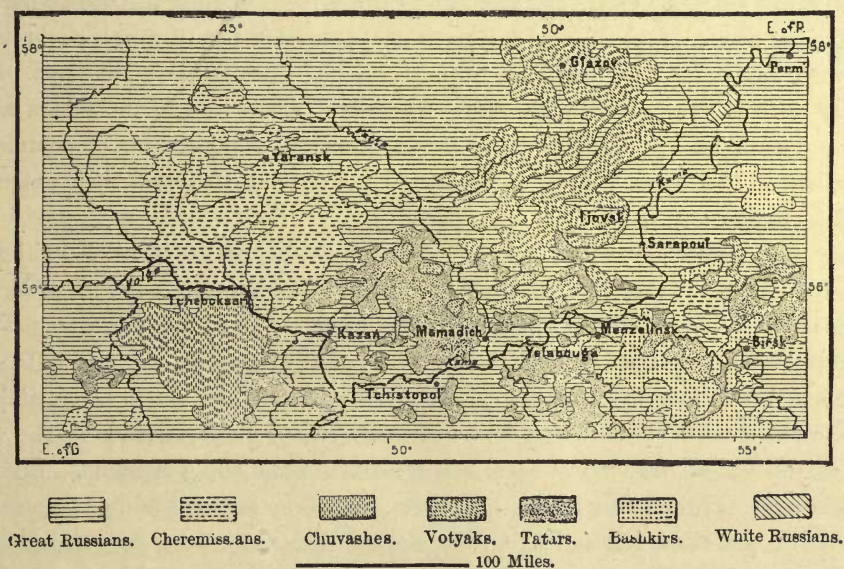 45° 50° E. of P.
58° 58°
Glazov
Perm
Viatka
Yaransk
Kama
Ijovsk
Sarapoul
Volga
56° 56°
Tcheboksari
Kazan Mamadich Menzelinsk
Yelabouga Birsk
Kama
Tchistopol
E. of G. 50° 55°
Great Russians. Cheremissians. Chuvashes. Votyaks. Tatars. Bashkirs. White Russians.
100 Miles.